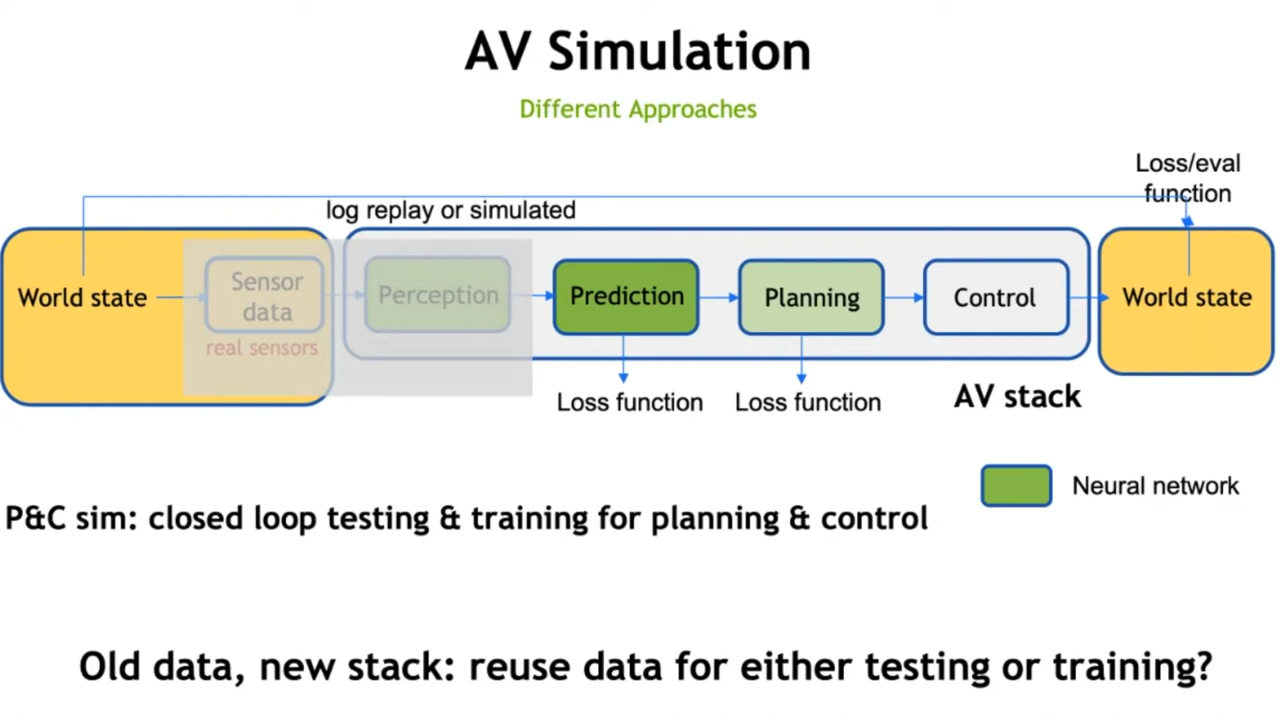 AV Simulation
Different Approaches
Loss/eval
function
log replay or simulated
World state
Sensor
data
real sensors
Perception
Prediction
Planning
Control
World state
Loss function
Loss function
AV stack
Neural network
P&C sim: closed loop testing & training for planning & control
Old data, new stack: reuse data for either testing or training?